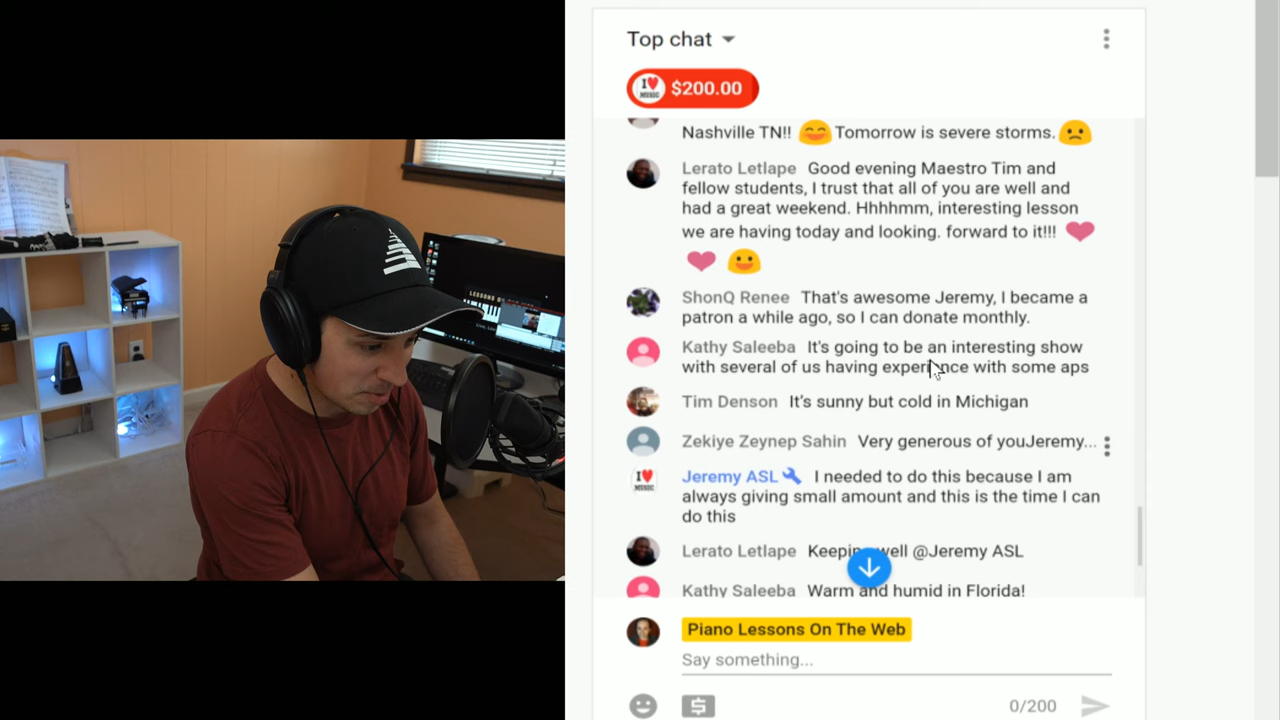 Top chat
I
MUSIC
$200.00
Nashville TN!! 😄 Tomorrow is severe storms. 🙁
Lerato Letlape Good evening Maestro Tim and
fellow students, I trust that all of you are well and
had a great weekend. Hhhhmm, interesting lesson
we are having today and looking. forward to it!!! ❤️
❤️ 😃
ShonQ Renee That's awesome Jeremy, I became a
patron a while ago, so I can donate monthly.
Kathy Saleeba It's going to be an interesting show
with several of us having experience with some aps
Tim Denson It's sunny but cold in Michigan
Zekiye Zeynep Sahin Very generous of youJeremy...
I
MUSIC
Jeremy ASL I needed to do this because I am
always giving small amount and this is the time I can
do this
Lerato Letlape Keeping well @Jeremy ASL
Kathy Saleeba Warm and humid in Florida!
Piano Lessons On The Web
Say something...
$
0/200
LESSONS